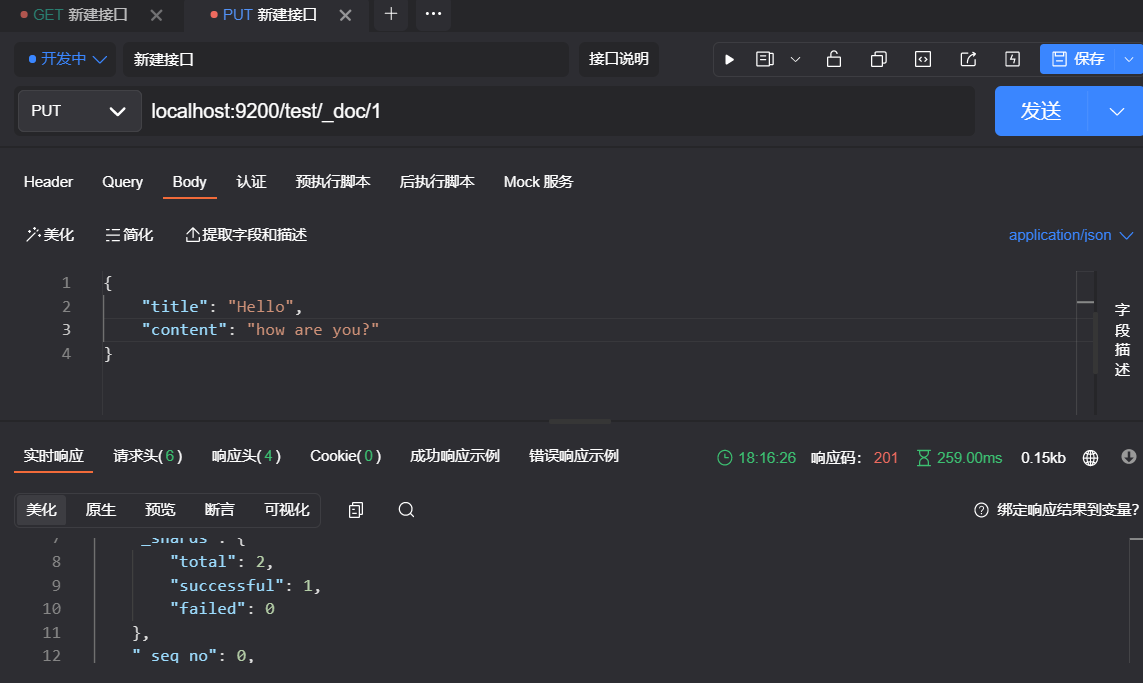 GET 新建接口 PUT 新建接口
开发中 新建接口 接口说明 保存
PUT localhost:9200/test/_doc/1 发送
Header Query Body 认证 预执行脚本 后执行脚本 Mock 服务
美化 简化 提取字段和描述 application/json
1 {
2 "title": "Hello",
3 "content": "how are you?"
4 }
字段描述
实时响应 请求头(6) 响应头(4) Cookie(0) 成功响应示例 错误响应示例 18:16:26 响应码： 201 259.00ms 0.15kb
美化 原生 预览 断言 可视化 绑定响应结果到变量?
7 "_shards": {
8 "total": 2,
9 "successful": 1,
10 "failed": 0
11 },
12 "_seq_no": 0,